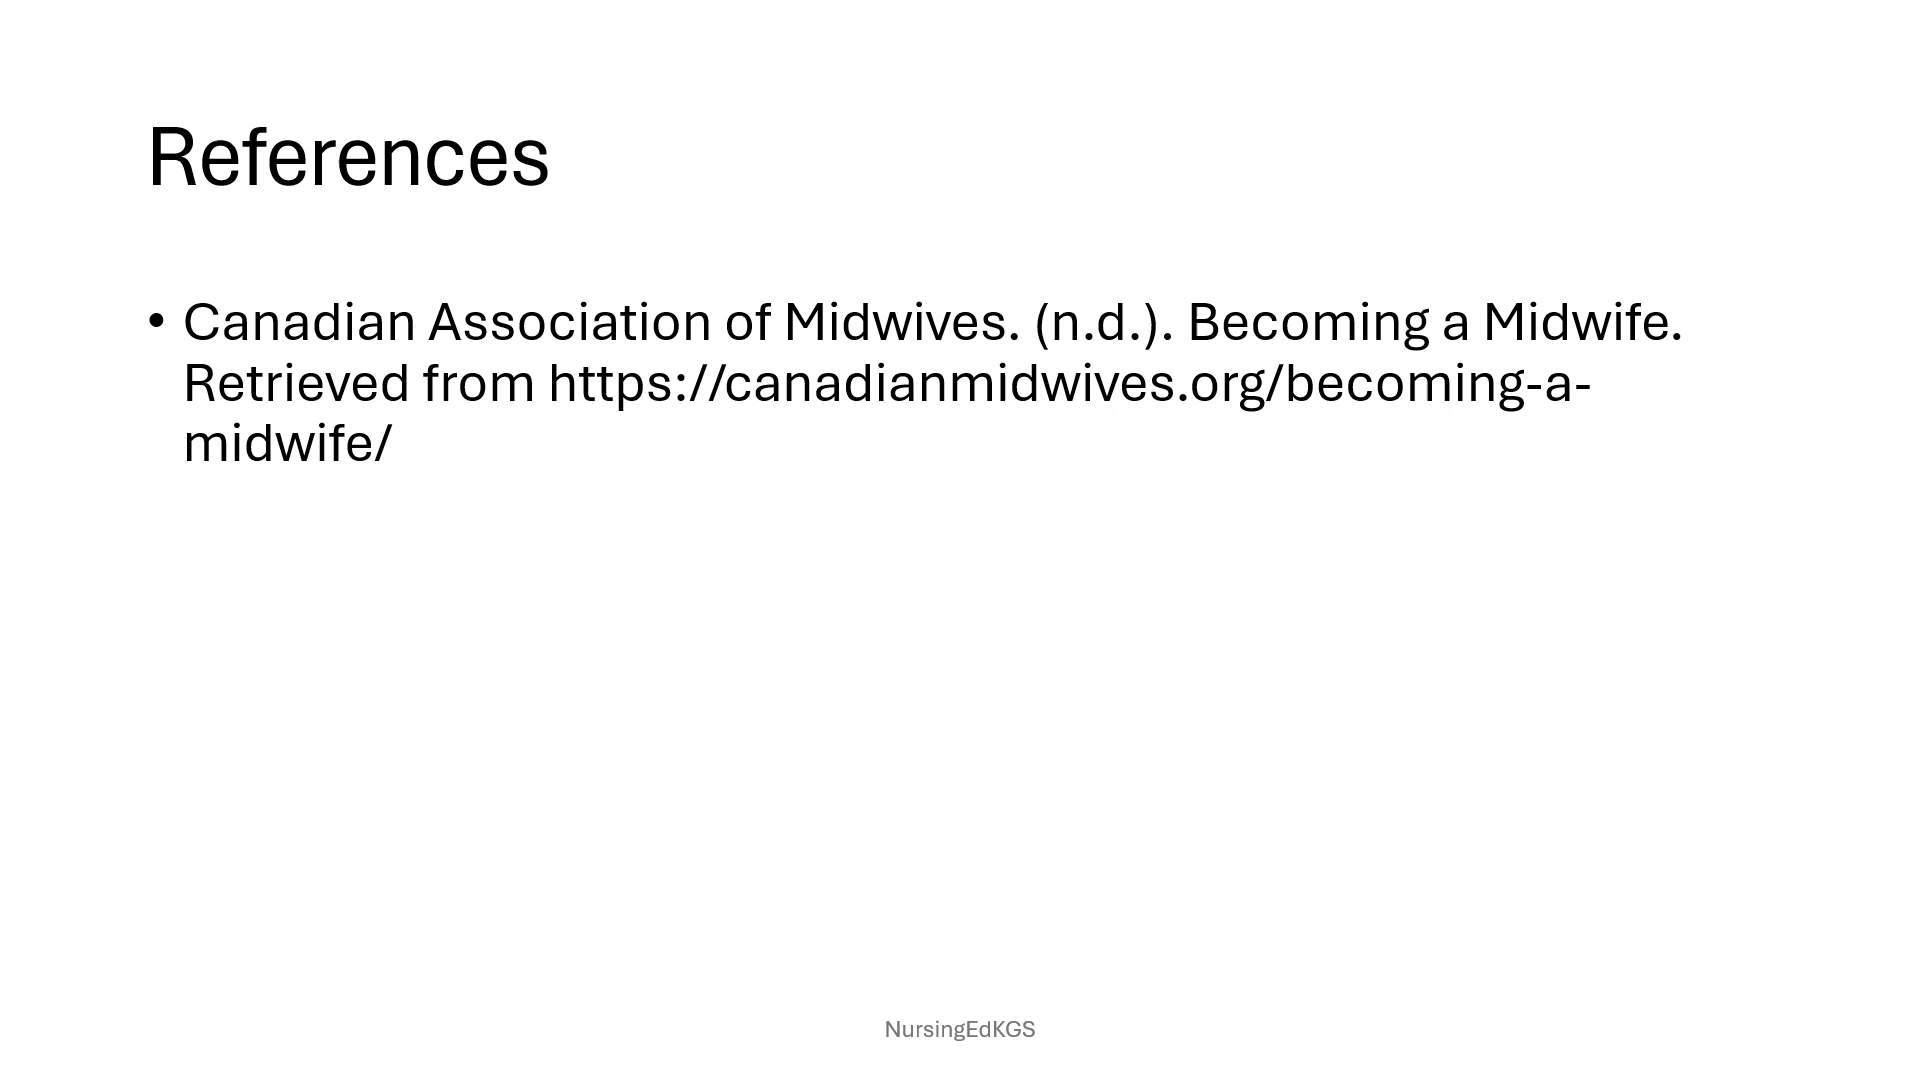 References
• Canadian Association of Midwives. (n.d.). Becoming a Midwife.
Retrieved from https://canadianmidwives.org/becoming-a-
midwife/
NursingEdKGS